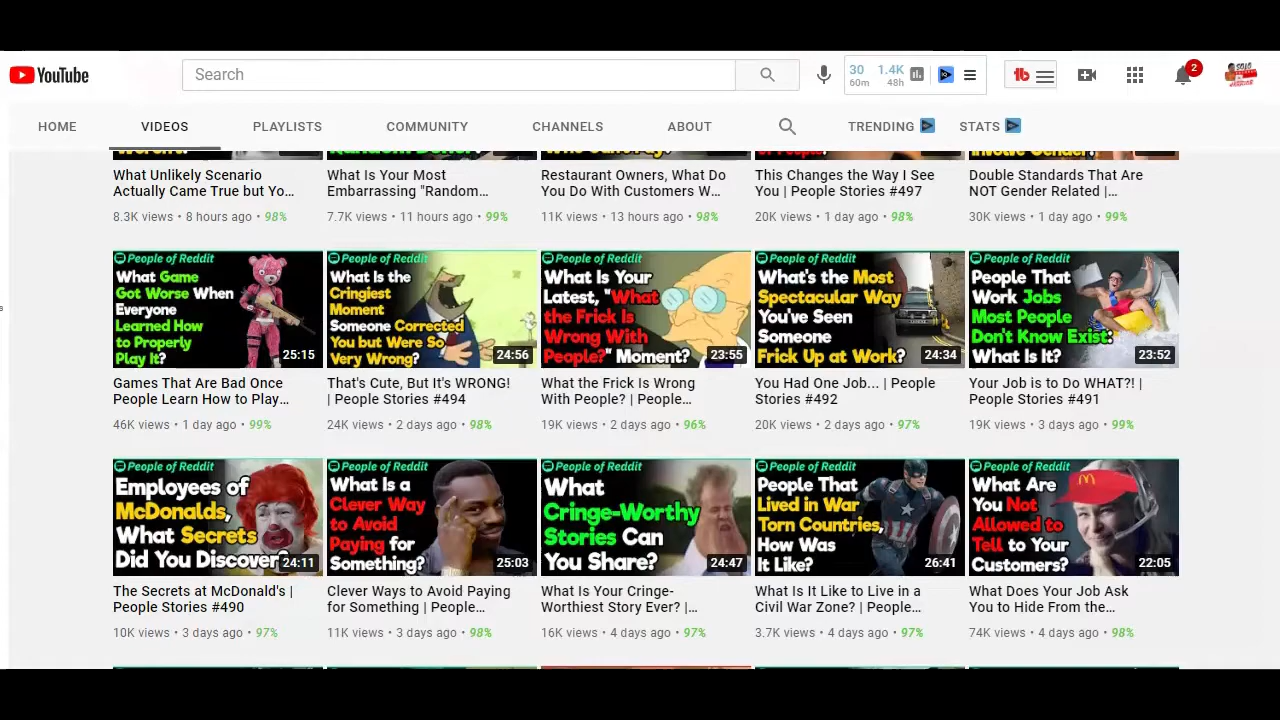 YouTube
Search
30
60m
1.4K
48h
2
HOME
VIDEOS
PLAYLISTS
COMMUNITY
CHANNELS
ABOUT
TRENDING
STATS
What Unlikely Scenario
Actually Came True but Yo...
8.3K views • 8 hours ago • 98%
What Is Your Most
Embarrassing "Random...
7.7K views • 11 hours ago • 99%
Restaurant Owners, What Do
You Do With Customers W...
11K views • 13 hours ago • 98%
This Changes the Way I See
You | People Stories #497
20K views • 1 day ago • 98%
Double Standards That Are
NOT Gender Related |...
30K views • 1 day ago • 99%
People of Reddit
What Game
Got Worse When
Everyone
Learned How
to Properly
Play It?
25:15
Games That Are Bad Once
People Learn How to Play...
46K views • 1 day ago • 99%
People of Reddit
What Is the
Cringiest
Moment
Someone Corrected
You but Were So
Very Wrong?
24:56
That's Cute, But It's WRONG!
| People Stories #494
24K views • 2 days ago • 98%
People of Reddit
What Is Your
Latest, "What
the Frick Is
Wrong With
People?" Moment?
23:55
What the Frick Is Wrong
With People? | People...
19K views • 2 days ago • 96%
People of Reddit
What's the Most
Spectacular Way
You've Seen
Someone
Frick Up at Work?
24:34
You Had One Job... | People
Stories #492
20K views • 2 days ago • 97%
People of Reddit
People That
Work Jobs
Most People
Don't Know Exist:
What Is It?
23:52
Your Job is to Do WHAT?! |
People Stories #491
19K views • 3 days ago • 99%
People of Reddit
Employees of
McDonalds,
What Secrets
Did You Discover?
24:11
The Secrets at McDonald's |
People Stories #490
10K views • 3 days ago • 97%
People of Reddit
What Is a
Clever Way
to Avoid
Paying for
Something?
25:03
Clever Ways to Avoid Paying
for Something | People...
11K views • 3 days ago • 98%
People of Reddit
What
Cringe-Worthy
Stories Can
You Share?
24:47
What Is Your Cringe-
Worthiest Story Ever? |...
16K views • 4 days ago • 97%
People of Reddit
People That
Lived in War
Torn Countries,
How Was
It Like?
26:41
What Is It Like to Live in a
Civil War Zone? | People...
3.7K views • 4 days ago • 97%
People of Reddit
What Are
You Not
Allowed to
Tell to Your
Customers?
22:05
What Does Your Job Ask
You to Hide From the...
74K views • 4 days ago • 98%